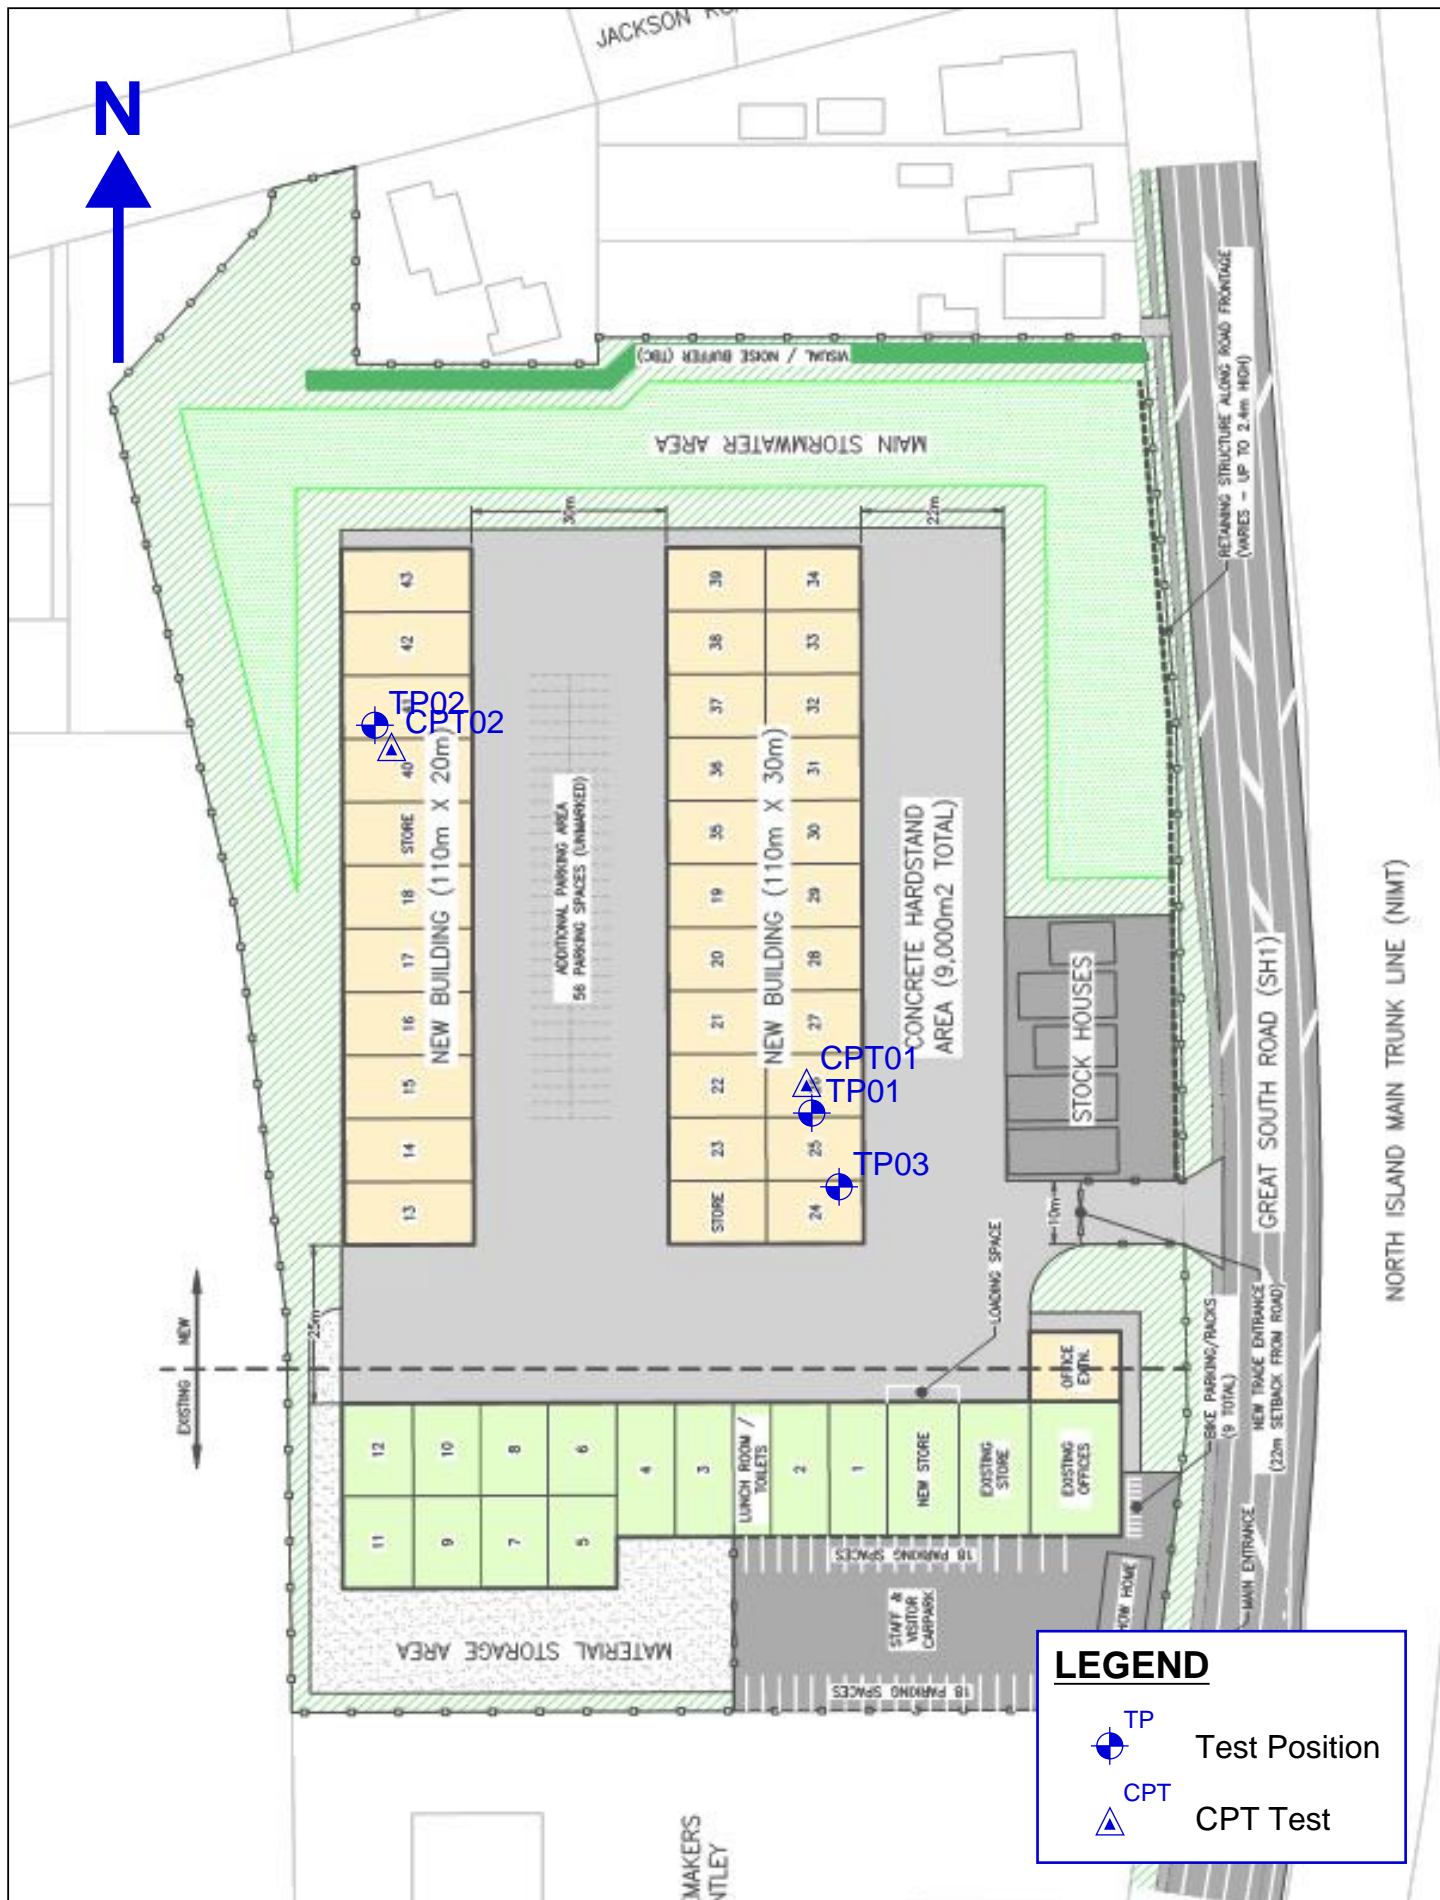 JACKSON
N
VISUAL / NOISE BUFFER (TBC)
MAIN STORMWATER AREA
RETAINING STRUCTURE ALONG ROAD FRONTAGE
(VARIES - UP TO 2.4m HIGH)
30m
22m
43
42
41
40
STORE
18
17
16
15
14
13
NEW BUILDING (110m X 20m)
TP02
CPT02
ADDITIONAL PARKING AREA
56 PARKING SPACES (UNMARKED)
39
38
37
36
35
19
20
21
22
23
STORE
34
33
32
31
30
29
28
27
26
25
24
NEW BUILDING (110m X 30m)
CPT01
TP01
TP03
CONCRETE HARDSTAND
AREA (9,000m2 TOTAL)
STOCK HOUSES
GREAT SOUTH ROAD (SH1)
NORTH ISLAND MAIN TRUNK LINE (NIMT)
10m
25m
LOADING SPACE
NEW
EXISTING
NEW TRADE ENTRANCE
(22m SETBACK FROM ROAD)
BIKE PARKING/RACKS
(9 TOTAL)
MAIN ENTRANCE
OFFICE
EXTN.
12
10
8
6
4
3
LUNCH ROOM /
TOILETS
2
1
NEW STORE
EXISTING
STORE
EXISTING
OFFICES
11
9
7
5
18 PARKING SPACES
STAFF &
VISITOR
CARPARK
18 PARKING SPACES
HOW HOME
MATERIAL STORAGE AREA
EMAKERS
NTLEY
LEGEND
TP
Test Position
CPT
CPT Test